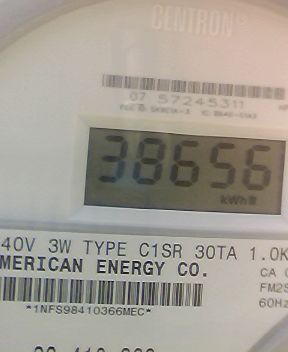 CENTRON®
07 57245311
38656
kWh
40V 3W TYPE C1SR 30TA 1.0K
MERICAN ENERGY CO.
CA
FM2S
60Hz
*1NFS98410366MEC*